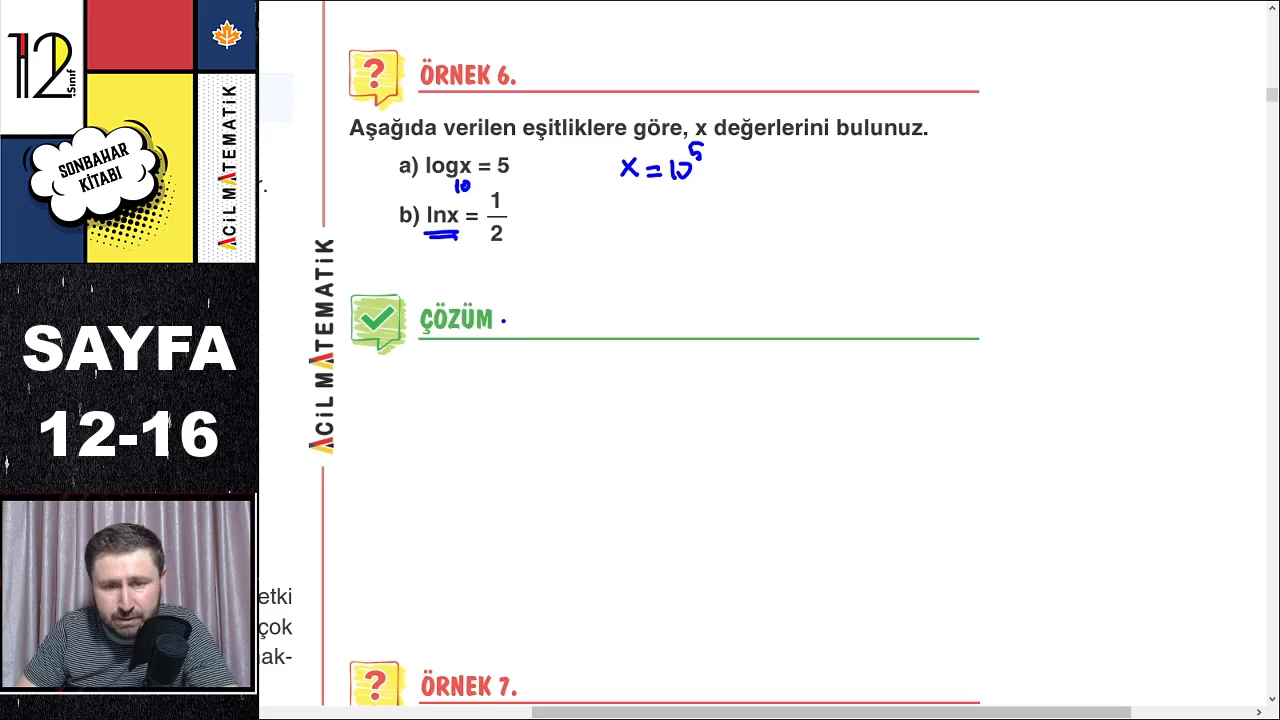 12
.Sınıf
SONBAHAR
KİTABI
ACİL MATEMATİK
SAYFA
12-16
r.
etki
çok
ak-
ACİL MATEMATİK
? ÖRNEK 6.
Aşağıda verilen eşitliklere göre, x değerlerini bulunuz.
a) logx = 5
10
x = 10⁵
b) lnx = 1/2
ÇÖZÜM
? ÖRNEK 7.